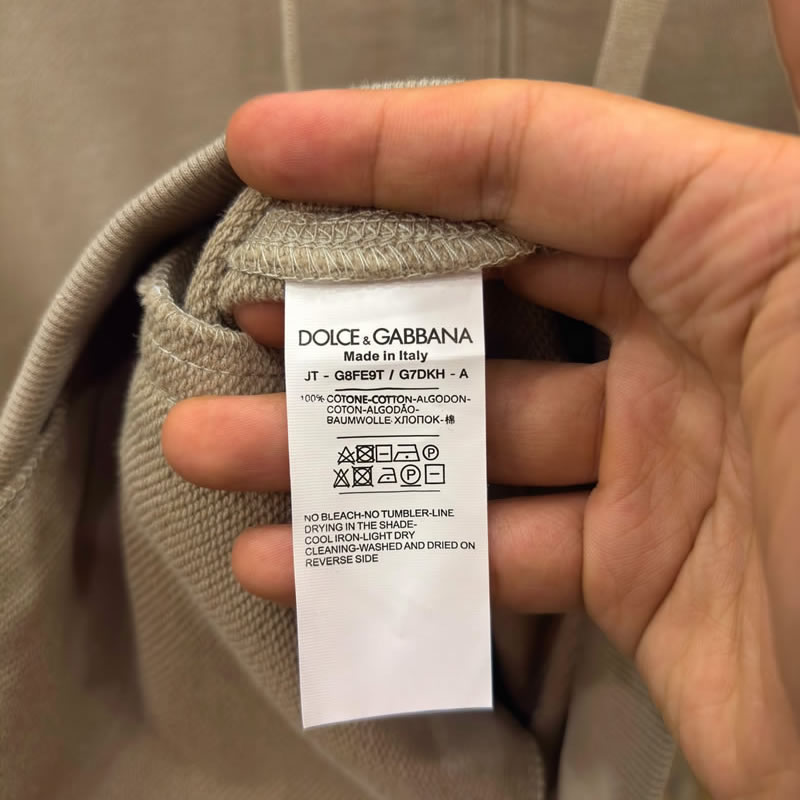 DOLCE & GABBANA
Made in Italy
JT - G8FE9T / G7DKH - A
100% COTONE-COTTON-ALGODON-
COTON-ALGODÃO-
BAUMWOLLE ХЛОПОК-棉
P
P
NO BLEACH-NO TUMBLER-LINE
DRYING IN THE SHADE-
COOL IRON-LIGHT DRY
CLEANING-WASHED AND DRIED ON
REVERSE SIDE